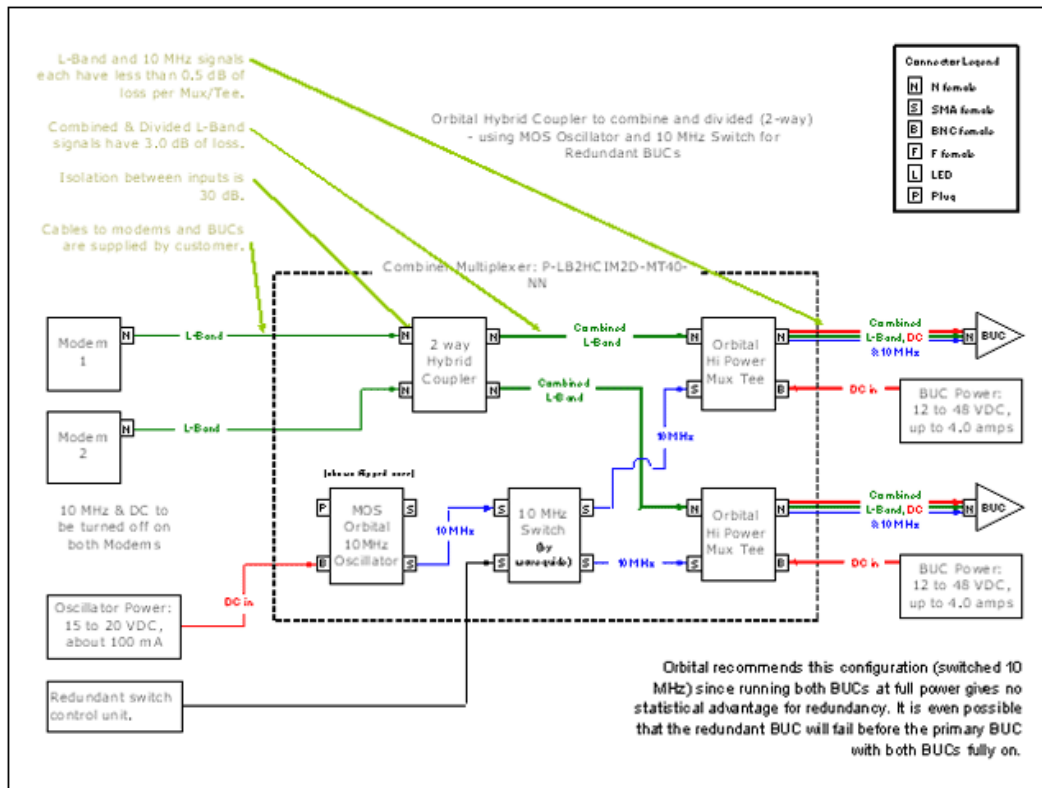 L-Band and 10 MHz signals
each have less than 0.5 dB of
loss per Mux/Tee.
Combined & Divided L-Band
signals have 3.0 dB of loss.
Isolation between inputs is
30 dB.
Cables to modems and BUCs
are supplied by customer.
Orbital Hybrid Coupler to combine and divided (2-way)
- using MOS Oscillator and 10 MHz Switch for
Redundant BUCs
Connector Legend
N N female
S SMA female
B BNC female
F F female
L LED
P Plug
Combiner Multiplexer: P-LB2HCIM2D-MT40-
NN
Modem
1
N
L-Band
N
2 way
Hybrid
Coupler
N
N
N
Combined
L-Band
Combined
L-Band
N
Orbital
Hi Power
Mux Tee
N
S
B
Combined
L-Band, DC
& 10 MHz
N
BUC
DC in
BUC Power:
12 to 48 VDC,
up to 4.0 amps
Modem
2
N
L-Band
10 MHz & DC to
be turned off on
both Modems
(shown flipped over)
P
MOS
Orbital
10MHz
Oscillator
S
B
S
10 MHz
S
10 MHz
Switch
(by
waveguide)
S
S
S
10 MHz
10 MHz
N
Orbital
Hi Power
Mux Tee
N
S
B
Combined
L-Band, DC
& 10 MHz
N
BUC
DC in
BUC Power:
12 to 48 VDC,
up to 4.0 amps
DC in
Oscillator Power:
15 to 20 VDC,
about 100 mA
Redundant switch
control unit.
Orbital recommends this configuration (switched 10
MHz) since running both BUCs at full power gives no
statistical advantage for redundancy. It is even possible
that the redundant BUC will fail before the primary BUC
with both BUCs fully on.